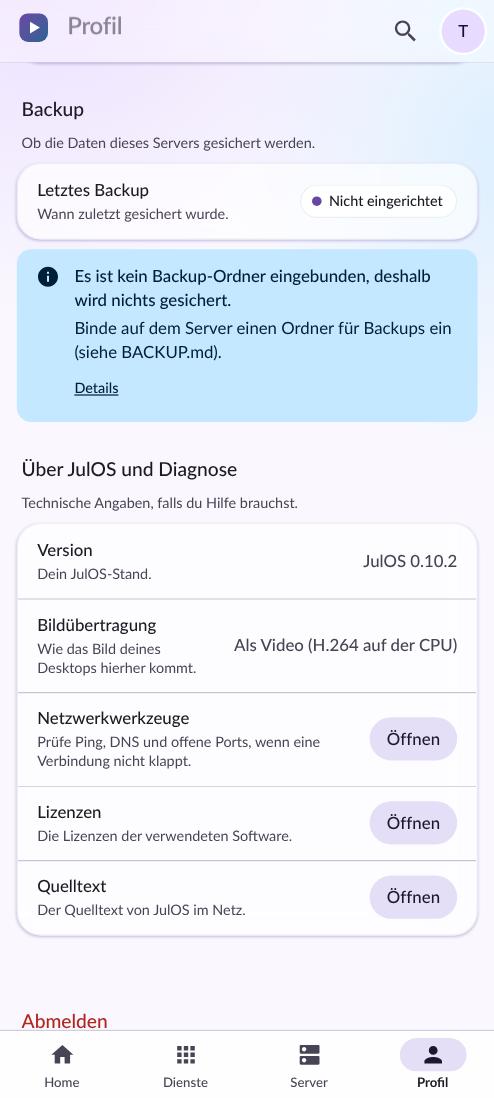 Profil
T
Backup
Ob die Daten dieses Servers gesichert werden.
Letztes Backup
Wann zuletzt gesichert wurde.
Nicht eingerichtet
Es ist kein Backup-Ordner eingebunden, deshalb
wird nichts gesichert.
Binde auf dem Server einen Ordner für Backups ein
(siehe BACKUP.md).
Details
Über JulOS und Diagnose
Technische Angaben, falls du Hilfe brauchst.
Version
Dein JulOS-Stand.
JulOS 0.10.2
Bildübertragung
Wie das Bild deines
Desktops hierher kommt.
Als Video (H.264 auf der CPU)
Netzwerkwerkzeuge
Prüfe Ping, DNS und offene Ports, wenn eine
Verbindung nicht klappt.
Öffnen
Lizenzen
Die Lizenzen der verwendeten Software.
Öffnen
Quelltext
Der Quelltext von JulOS im Netz.
Öffnen
Abmelden
Home
Dienste
Server
Profil